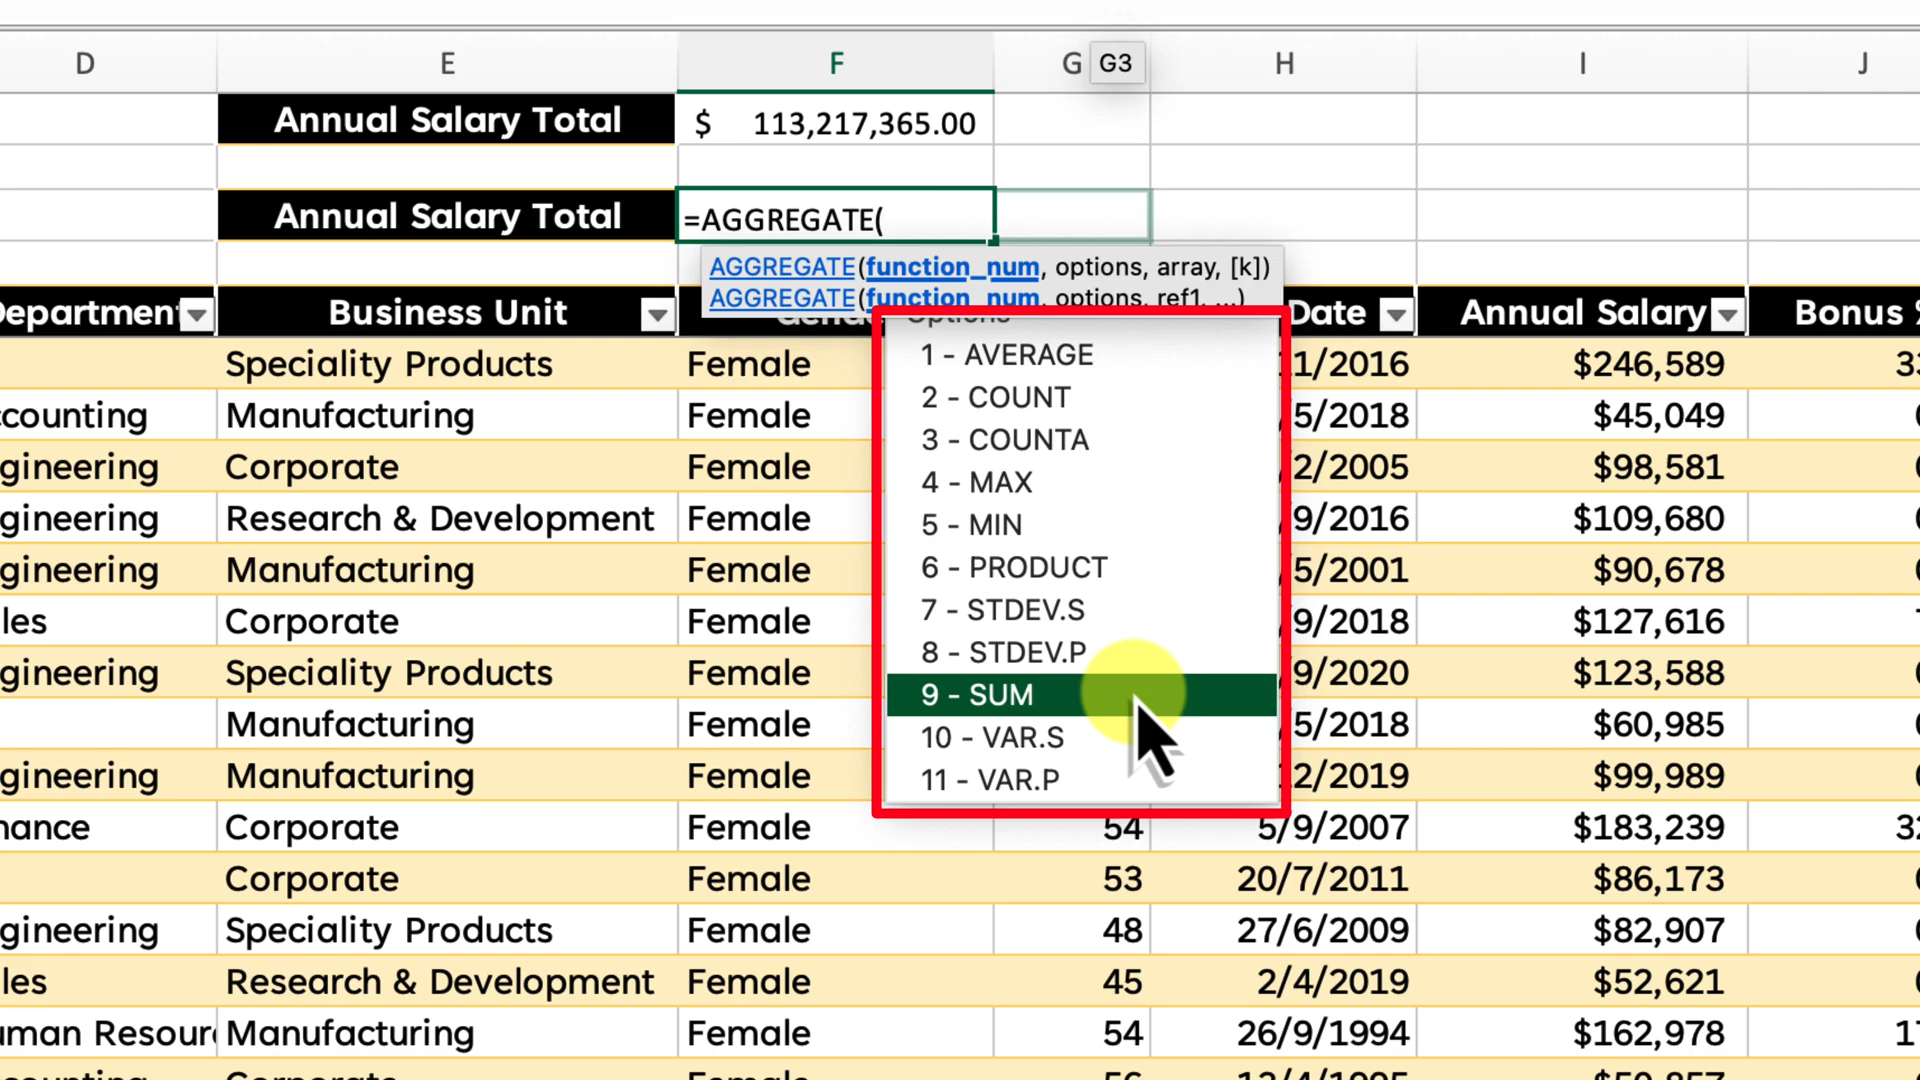 D E F G G3 H I J
Annual Salary Total $ 113,217,365.00
Annual Salary Total =AGGREGATE(
AGGREGATE(function_num, options, array, [k])
AGGREGATE(function_num, options, ref1, ...)
epartment Business Unit Date Annual Salary Bonus
Options
1 - AVERAGE
2 - COUNT
3 - COUNTA
4 - MAX
5 - MIN
6 - PRODUCT
7 - STDEV.S
8 - STDEV.P
9 - SUM
10 - VAR.S
11 - VAR.P
Speciality Products Female 1/2016 $246,589
ccounting Manufacturing Female 5/2018 $45,049
gineering Corporate Female 2/2005 $98,581
gineering Research & Development Female 9/2016 $109,680
gineering Manufacturing Female 5/2001 $90,678
les Corporate Female 9/2018 $127,616
gineering Speciality Products Female 9/2020 $123,588
Manufacturing Female 5/2018 $60,985
gineering Manufacturing Female 2/2019 $99,989
nance Corporate Female 54 5/9/2007 $183,239
Corporate Female 53 20/7/2011 $86,173
gineering Speciality Products Female 48 27/6/2009 $82,907
les Research & Development Female 45 2/4/2019 $52,621
uman Resour Manufacturing Female 54 26/9/1994 $162,978